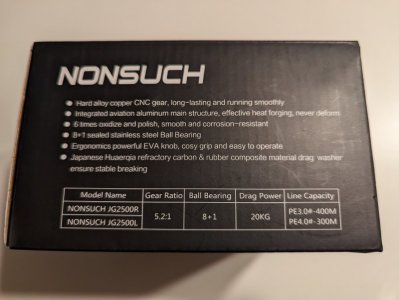 NONSUCH
● Hard alloy copper CNC gear, long-lasting and running smoothly
● Integrated aviation aluminum main structure, effective heat forging, never deform
● 6 times oxidize and polish, smooth and corrosion-resistant
● 8+1 sealed stainless steel Ball Bearing
● Ergonomics powerful EVA knob, cosy grip and easy to operate
● Japanese Huaerqia refractory carbon & rubber composite material drag washer
ensure stable breaking
Model Name Gear Ratio Ball Bearing Drag Power Line Capacity
NONSUCH JG2500R 5.2:1 8+1 20KG PE3.0#-400M
NONSUCH JG2500L PE4.0#-300M